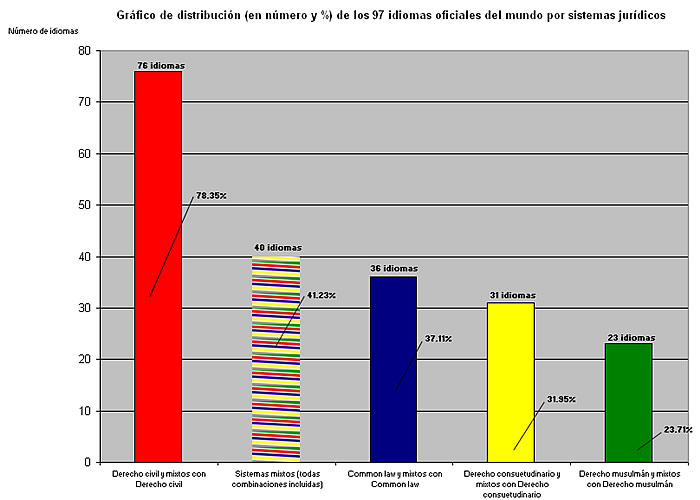 Gráfico de distribución (en número y %) de los 97 idiomas oficiales del mundo por sistemas jurídicos
Número de idiomas
80
70
60
50
40
30
20
10
0
76 idiomas
78.35%
40 idiomas
41.23%
36 idiomas
37.11%
31 idiomas
31.95%
23 idiomas
23.71%
Derecho civil y mixtos con
Derecho civil
Sistemas mixtos (todas
combinaciones incluidas)
Common law y mixtos con
Common law
Derecho consuetudinario y
mixtos con Derecho
consuetudinario
Derecho musulmán y mixtos
con Derecho musulmán